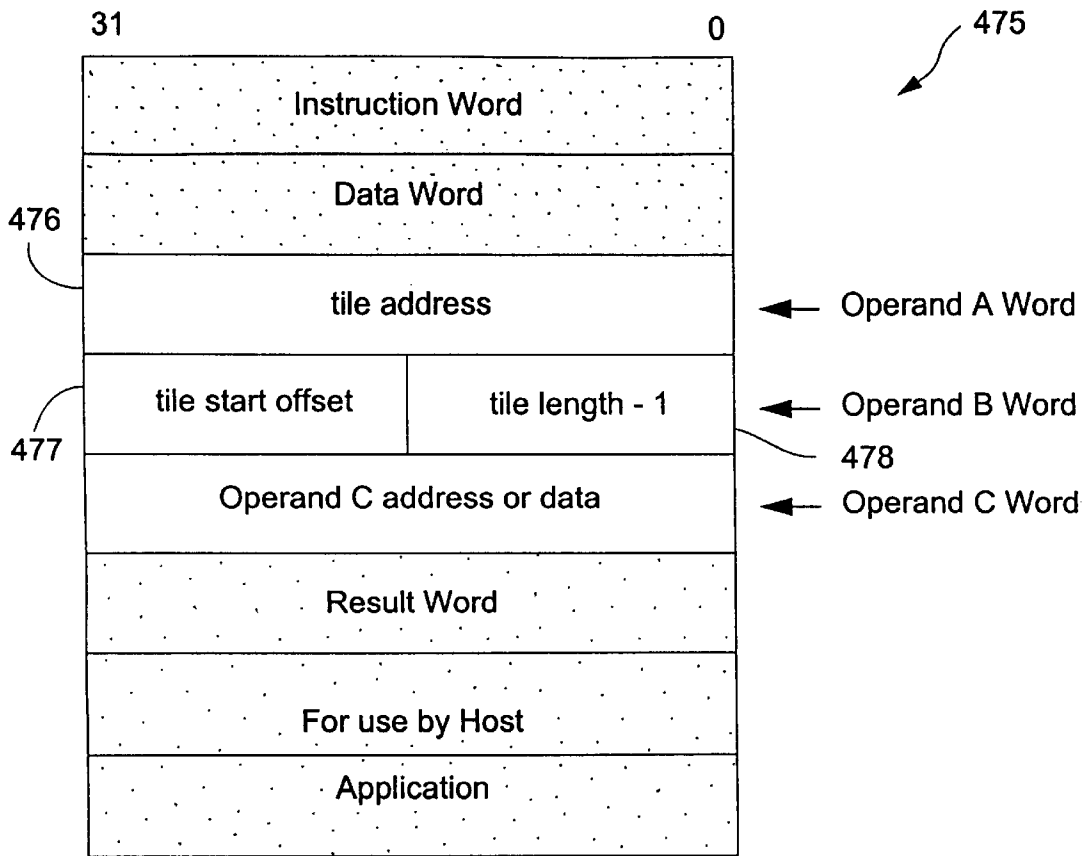 31 0 475
Instruction Word
Data Word
476
tile address Operand A Word
tile start offset tile length - 1 Operand B Word
477 478
Operand C address or data Operand C Word
Result Word
For use by Host
Application